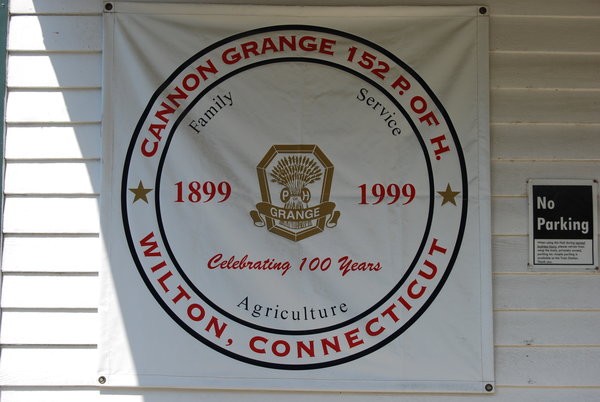 CANNON GRANGE 152 P. OF H.
Family
Service
1899
1999
P H
GRANGE
Celebrating 100 Years
Agriculture
WILTON, CONNECTICUT
No
Parking